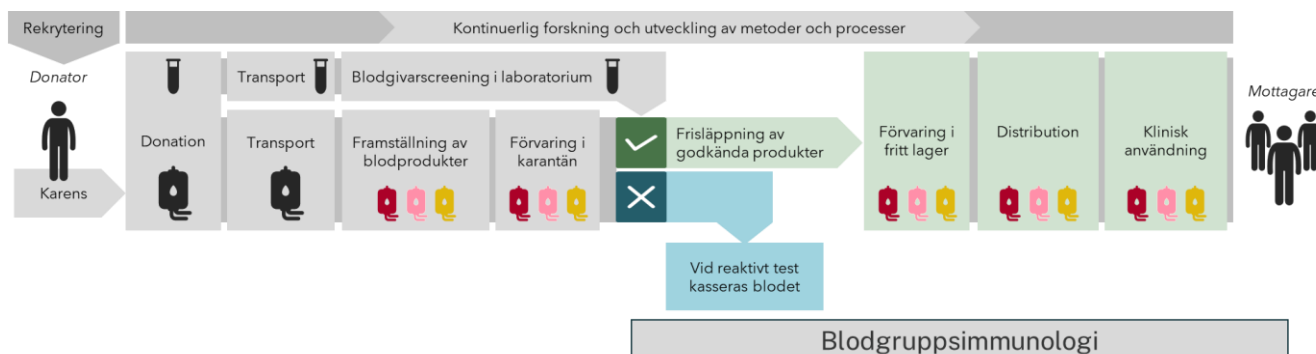 Rekrytering
Kontinuerlig forskning och utveckling av metoder och processer
Donator
Karens
Donation
Transport
Blodgivarscreening i laboratorium
Transport
Framställning av
blodprodukter
Förvaring i
karantän
Frisläppning av
godkända produkter
Vid reaktivt test
kasseras blodet
Förvaring i
fritt lager
Distribution
Klinisk
användning
Mottagare
Blodgruppsimmunologi